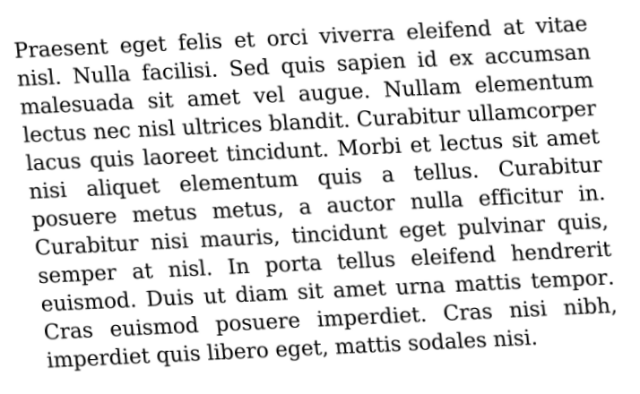 Praesent eget felis et orci viverra eleifend at vitae
nisl. Nulla facilisi. Sed quis sapien id ex accumsan
malesuada sit amet vel augue. Nullam elementum
lectus nec nisl ultrices blandit. Curabitur ullamcorper
lacus quis laoreet tincidunt. Morbi et lectus sit amet
nisi aliquet elementum quis a tellus. Curabitur
posuere metus metus, a auctor nulla efficitur in.
Curabitur nisi mauris, tincidunt eget pulvinar quis,
semper at nisl. In porta tellus eleifend hendrerit
euismod. Duis ut diam sit amet urna mattis tempor.
Cras euismod posuere imperdiet. Cras nisi nibh,
imperdiet quis libero eget, mattis sodales nisi.